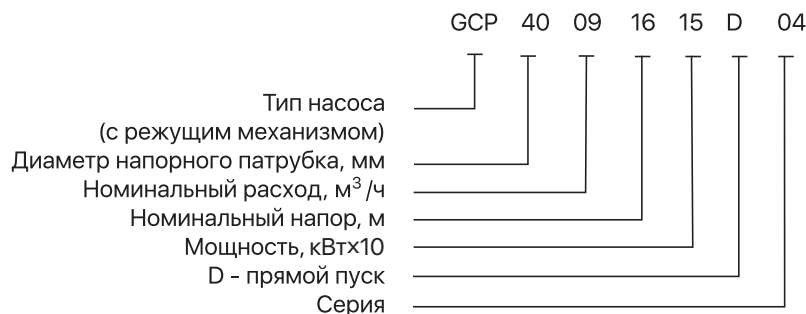 GCP 40 09 16 15 D 04
Тип насоса
(с режущим механизмом)
Диаметр напорного патрубка, мм
Номинальный расход, м³/ч
Номинальный напор, м
Мощность, кВт×10
D - прямой пуск
Серия